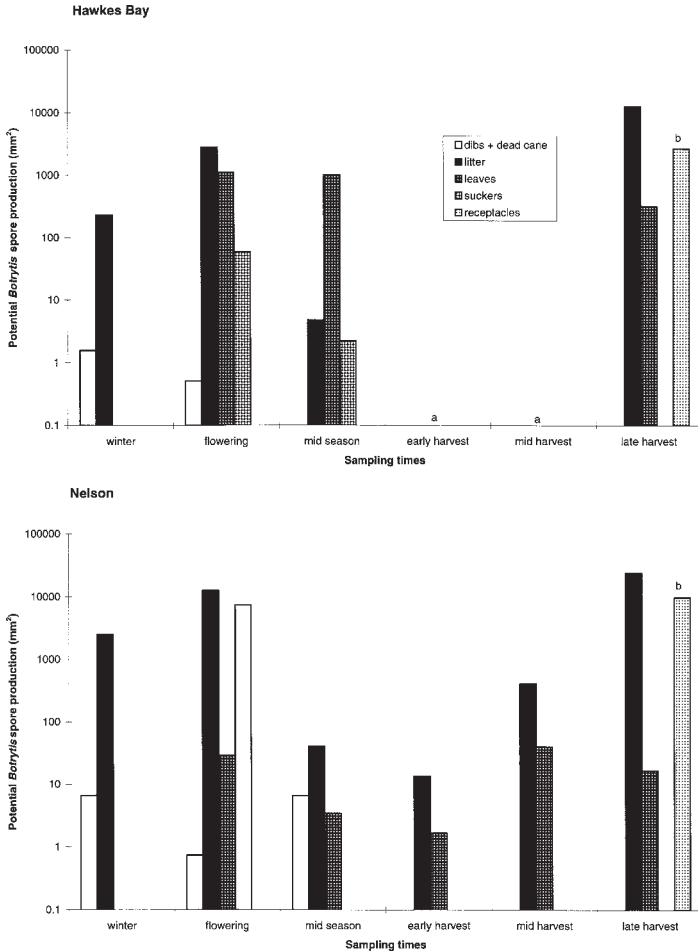 Hawkes Bay
Potential Botrytis spore production (mm²)
100000
10000
1000
100
10
1
0.1
dibs + dead cane
litter
leaves
suckers
receptacles
b
a
a
winter
flowering
mid season
early harvest
mid harvest
late harvest
Sampling times
Nelson
Potential Botrytis spore production (mm²)
100000
10000
1000
100
10
1
0.1
b
winter
flowering
mid season
early harvest
mid harvest
late harvest
Sampling times